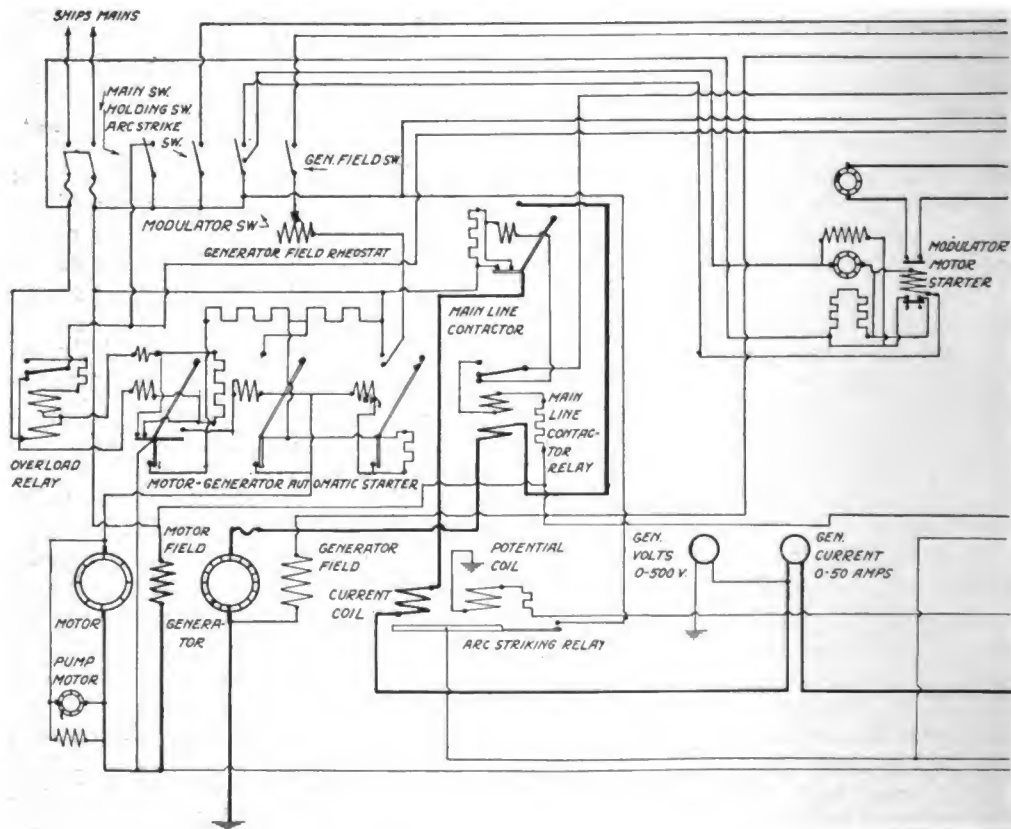 SHIPS MAINS
MAIN SW.
HOLDING SW.
ARC STRIKE
SW.
GEN. FIELD SW.
MODULATOR SW.
GENERATOR FIELD RHEOSTAT
MAIN LINE
CONTACTOR
MODULATOR
MOTOR
STARTER
OVERLOAD
RELAY
MOTOR-GENERATOR AUTOMATIC STARTER
MAIN
LINE
CONTAC-
TOR
RELAY
MOTOR
FIELD
GENERATOR
FIELD
POTENTIAL
COIL
GEN.
VOLTS
0-500 V.
GEN.
CURRENT
0-50 AMPS
CURRENT
COIL
MOTOR
GENERA-
TOR
ARC STRIKING RELAY
PUMP
MOTOR